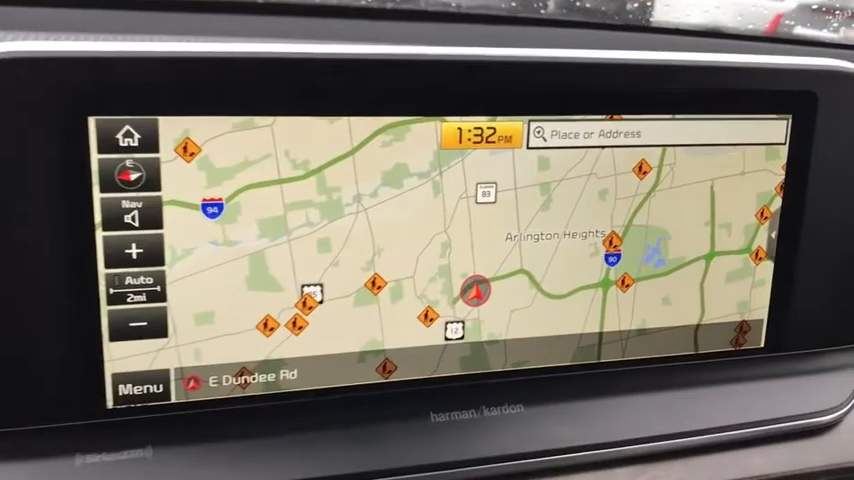 1:32PM
Place or Address
E
Nav
94
83
Arlington Heights
90
Auto
2mi
12
Menu
E Dundee Rd
harman/kardon
SiriusXM